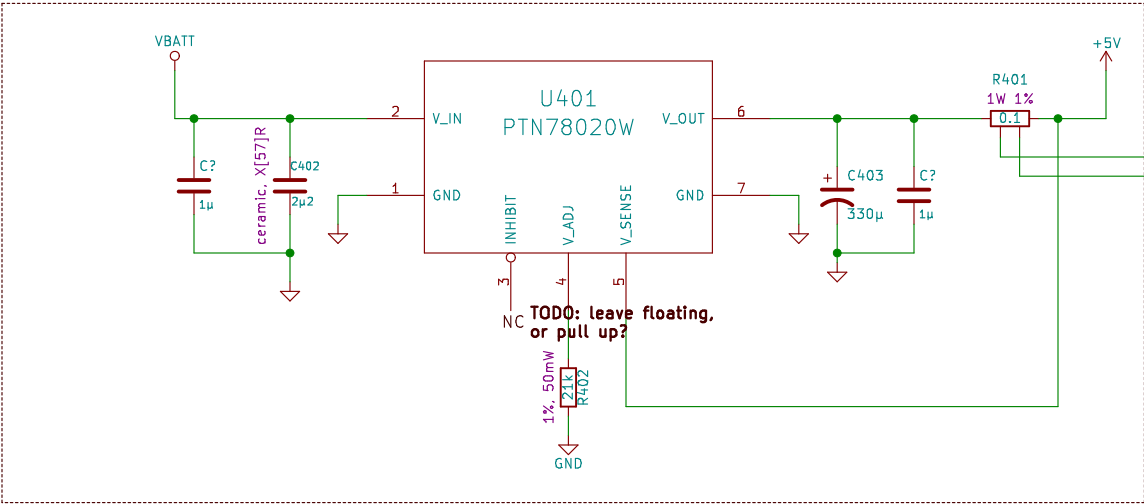 VBATT
+5V
R401
1W 1%
0.1
U401
PTN78020W
2
V_IN
V_OUT
6
C?
1µ
ceramic, X[57]R
C402
2µ2
1
GND
GND
7
INHIBIT
V_ADJ
V_SENSE
C403
330µ
C?
1µ
3
4
5
NC
TODO: leave floating,
or pull up?
1%, 50mW
21k
R402
GND